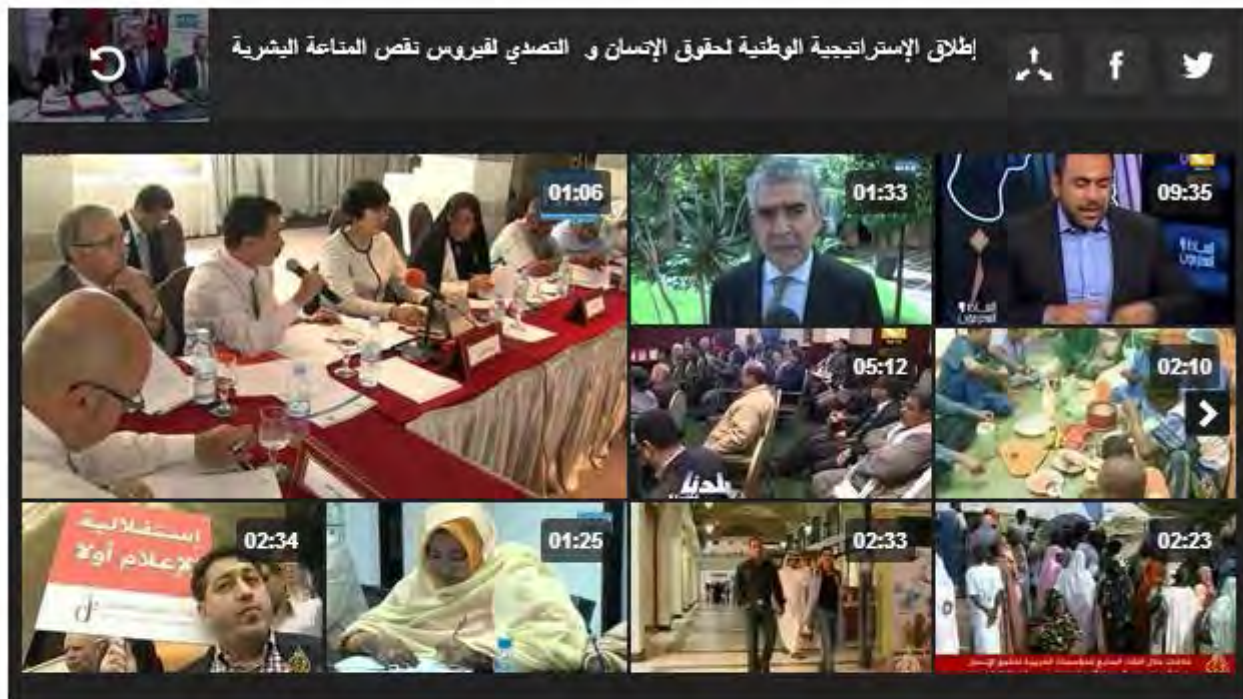 إطلاق الإستراتيجية الوطنية لحقوق الإنسان و التصدي لفيروس نقص المناعة البشرية
01:06
01:33
09:35
05:12
02:10
بلدنا
02:34
استقلالية
الإعلام أولا
01:25
02:33
02:23